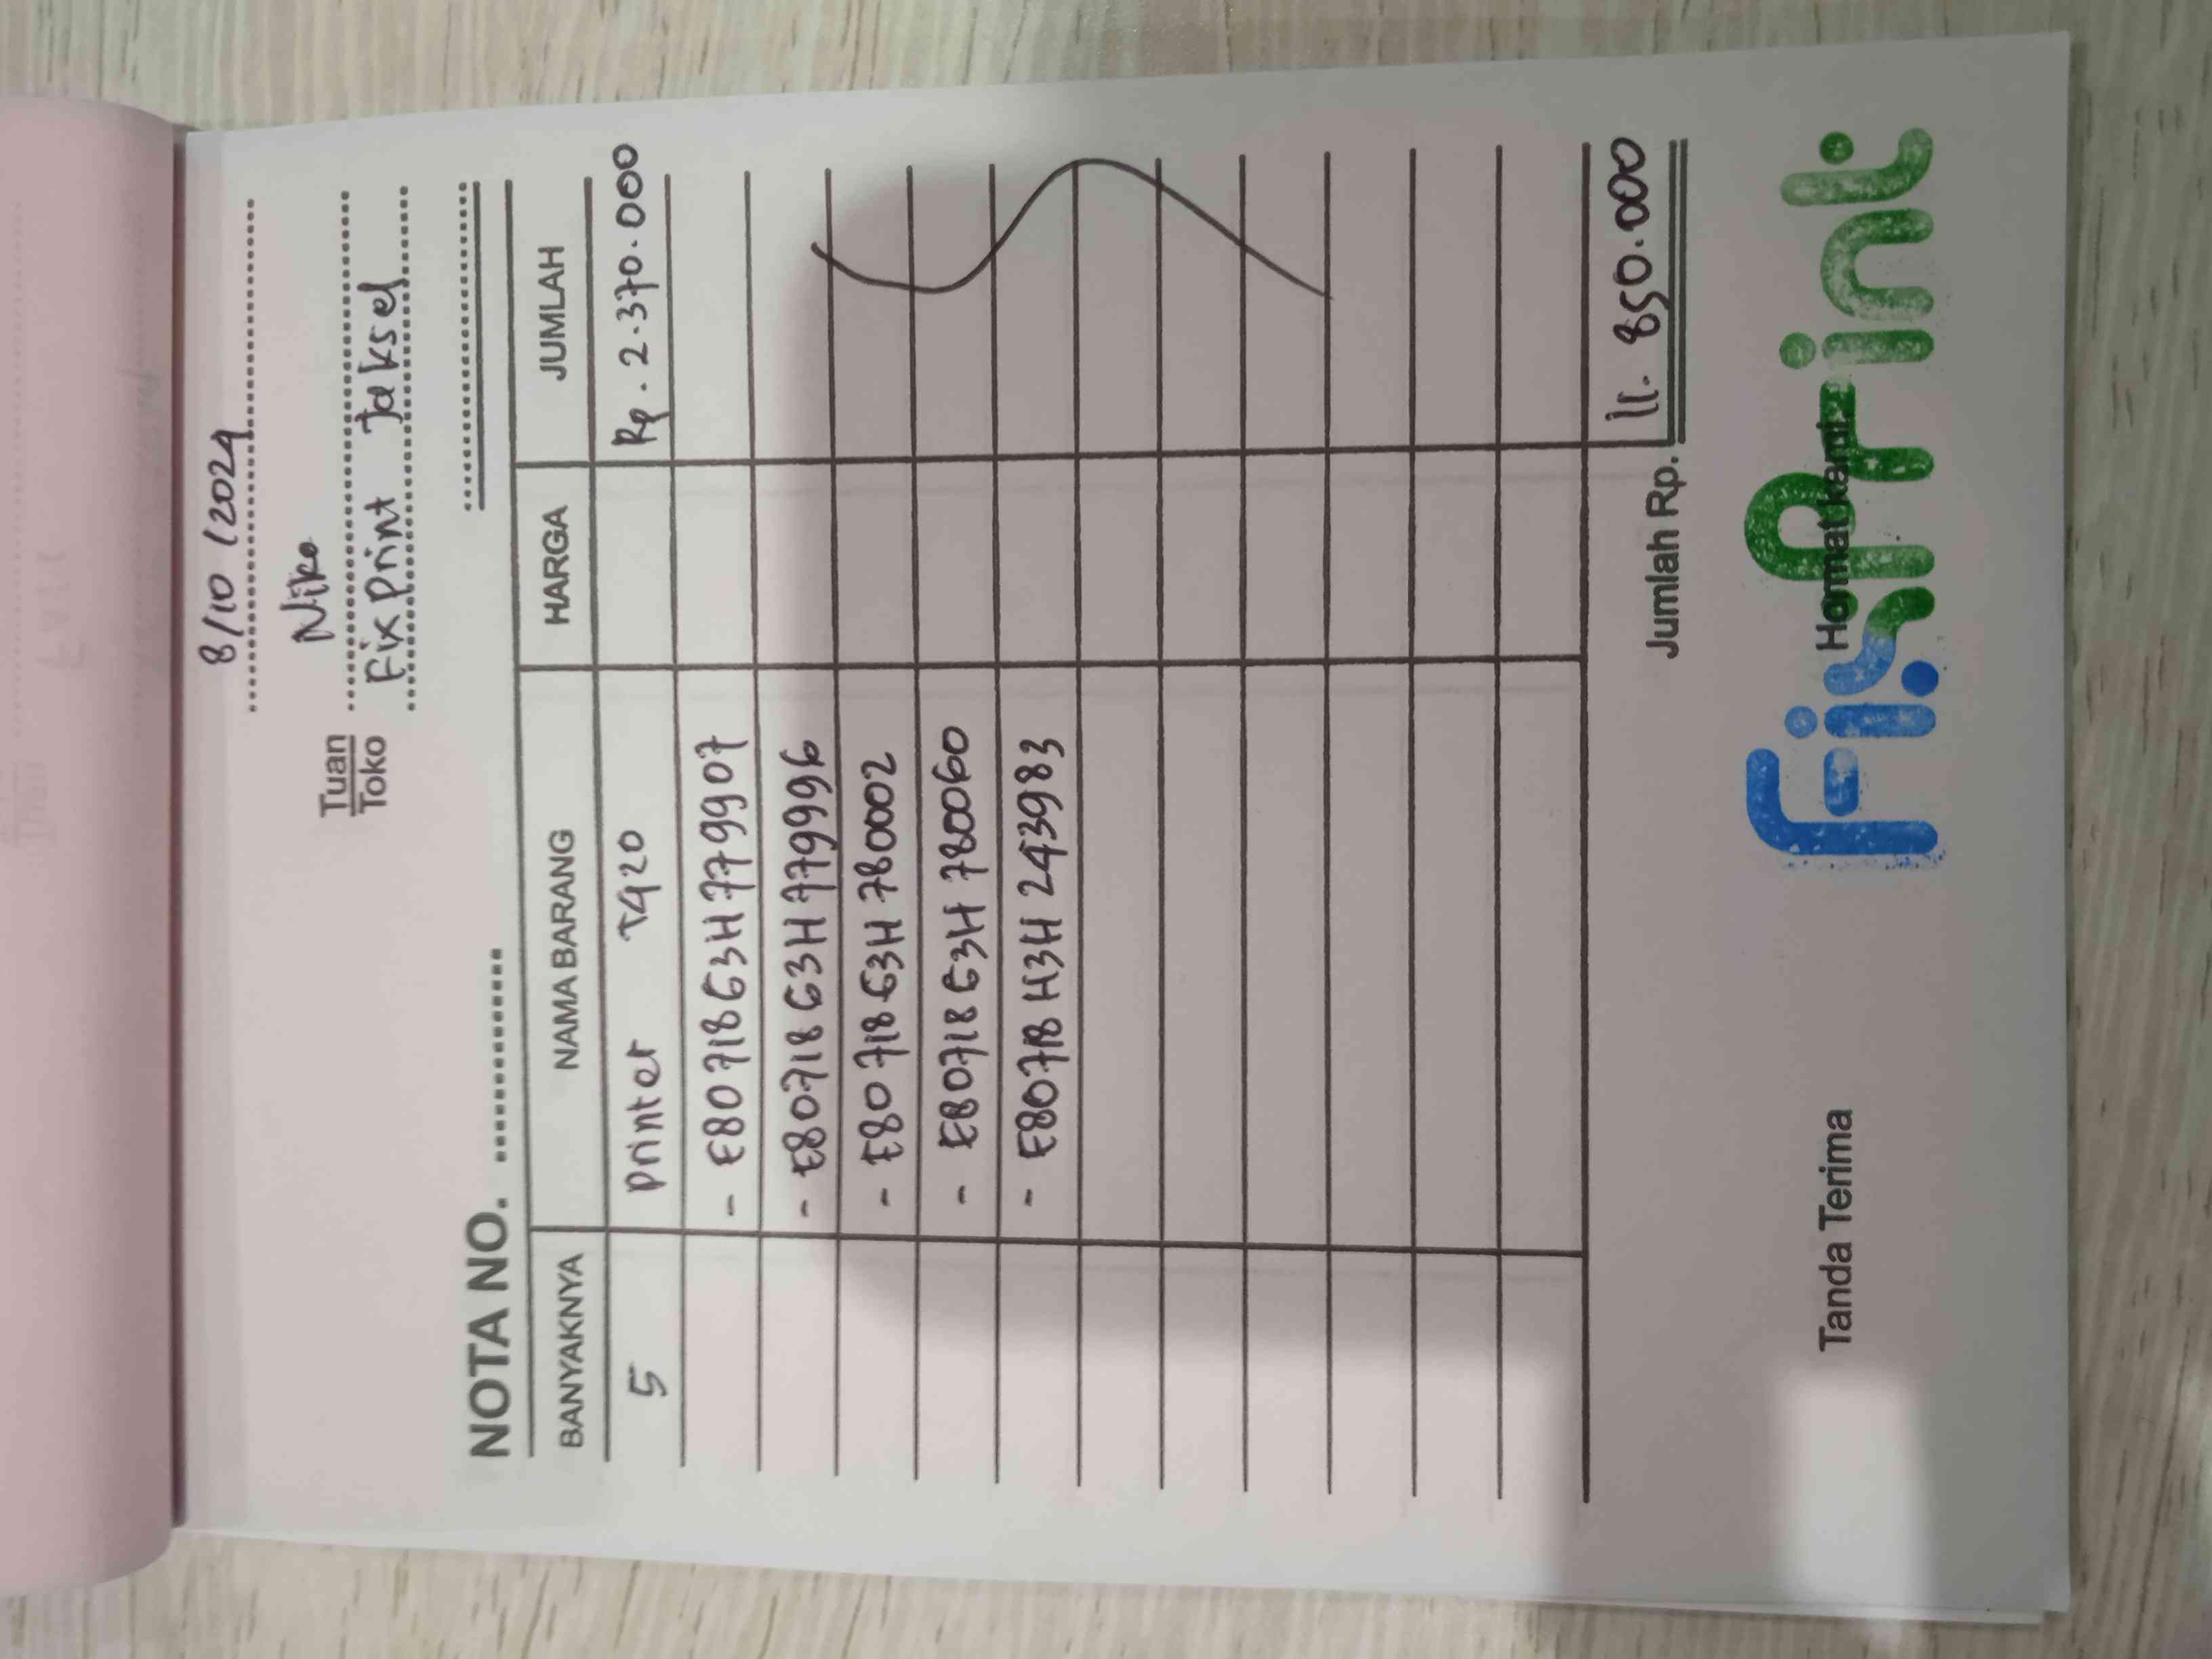 8/10/2024
Tuan Niko
Toko Fixprint Jaksel
NOTA NO.
BANYAKNYA NAMA BARANG HARGA JUMLAH
5 printer T420 Rp. 2.370.000
- E80718G3H779907
- E80718G3H779996
- E80718G3H780002
- E80718G3H780060
- E80718H3H243983
Jumlah Rp. 11.850.000
Tanda Terima Hormat kami
fixprint